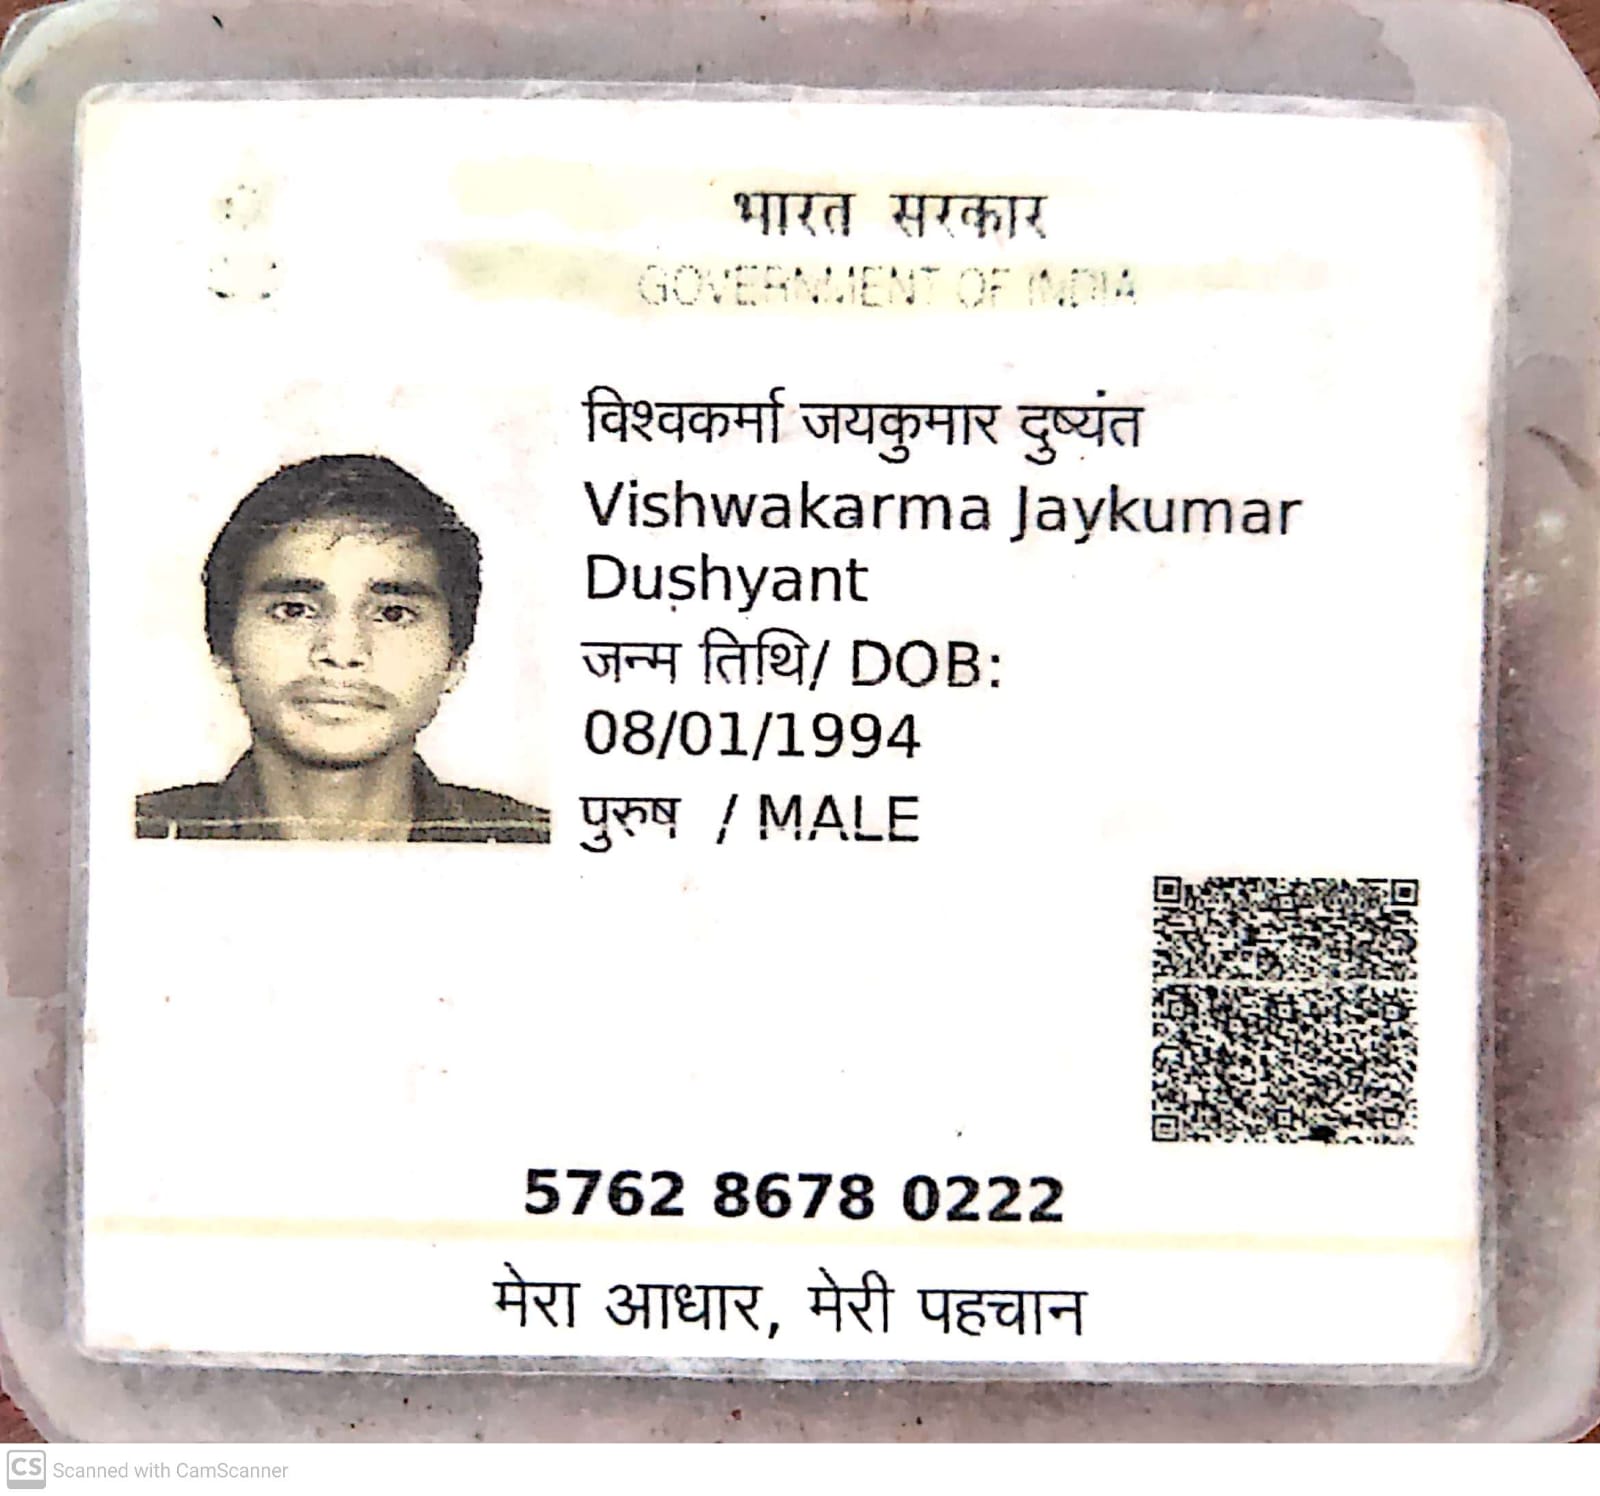 भारत सरकार
GOVERNMENT OF INDIA
विश्वकर्मा जयकुमार दुष्यंत
Vishwakarma Jaykumar
Dushyant
जन्म तिथि/ DOB:
08/01/1994
पुरुष / MALE
5762 8678 0222
मेरा आधार, मेरी पहचान
CS Scanned with CamScanner